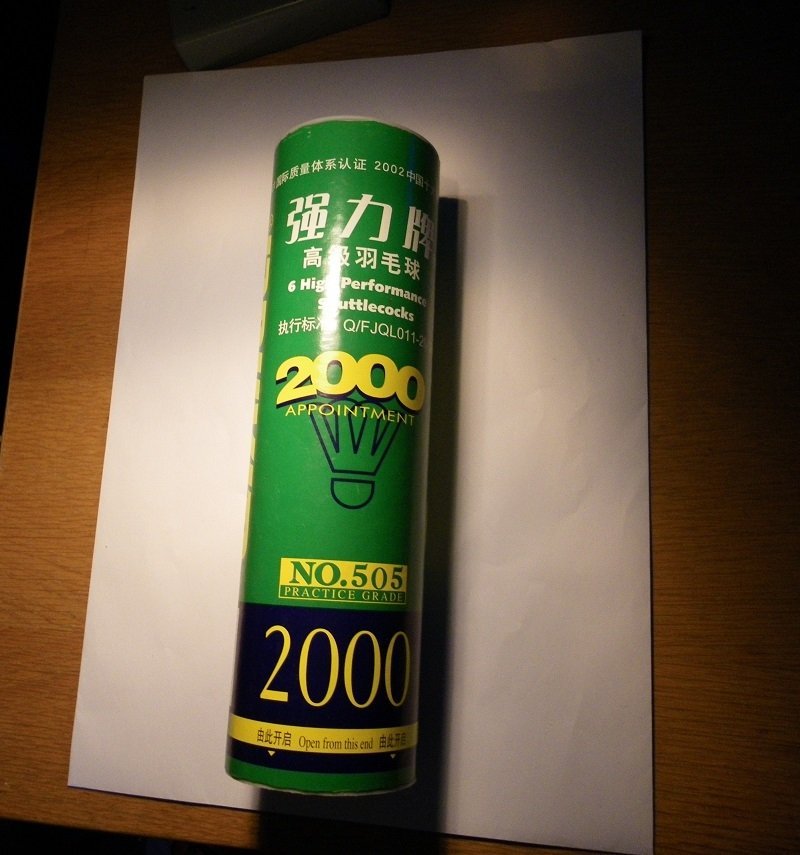 国际质量体系认证 2002中国
强力牌
高级羽毛球
6 High Performance
Shuttlecocks
执行标准 Q/FJQL011-2
2000
APPOINTMENT
NO.505
PRACTICE GRADE
2000
由此开启 Open from this end 由此开启